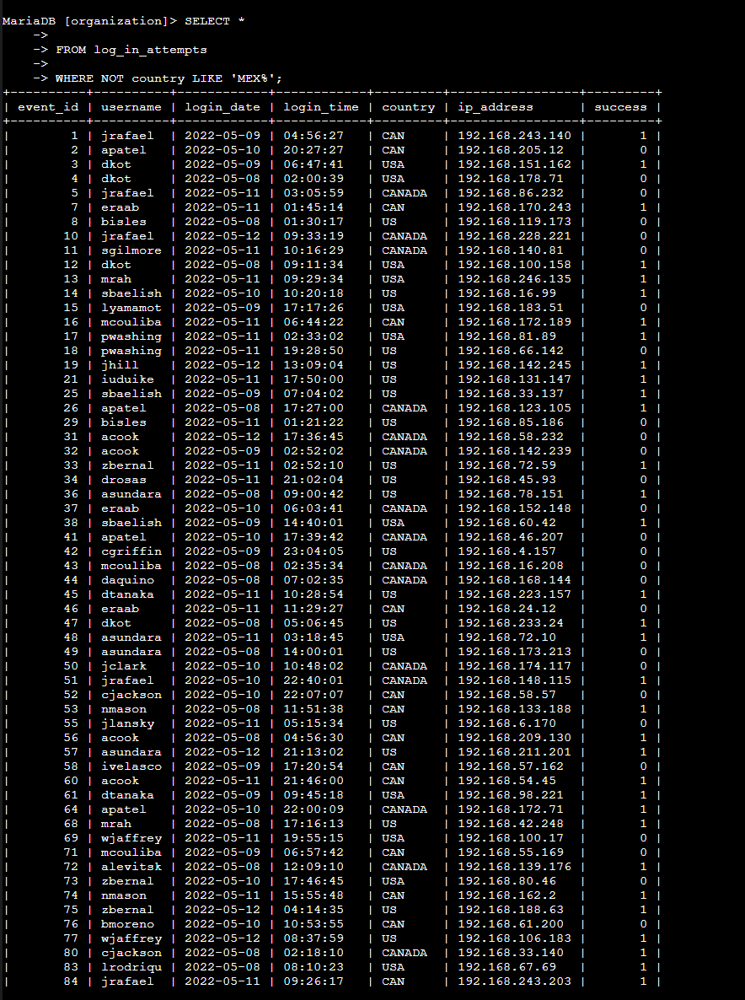 MariaDB [organization]> SELECT *
    ->
    -> FROM log_in_attempts
    ->
    -> WHERE NOT country LIKE 'MEX%';
+----------+----------+------------+------------+---------+-----------------+---------+
| event_id | username | login_date | login_time | country | ip_address      | success |
+----------+----------+------------+------------+---------+-----------------+---------+
|        1 | jrafael  | 2022-05-09 | 04:56:27   | CAN     | 192.168.243.140 |       1 |
|        2 | apatel   | 2022-05-10 | 20:27:27   | CAN     | 192.168.205.12  |       0 |
|        3 | dkot     | 2022-05-09 | 06:47:41   | USA     | 192.168.151.162 |       1 |
|        4 | dkot     | 2022-05-08 | 02:00:39   | USA     | 192.168.178.71  |       0 |
|        5 | jrafael  | 2022-05-11 | 03:05:59   | CANADA  | 192.168.86.232  |       0 |
|        7 | eraab    | 2022-05-11 | 01:45:14   | CAN     | 192.168.170.243 |       1 |
|        8 | bisles   | 2022-05-08 | 01:30:17   | US      | 192.168.119.173 |       0 |
|       10 | jrafael  | 2022-05-12 | 09:33:19   | CANADA  | 192.168.228.221 |       0 |
|       11 | sgilmore | 2022-05-11 | 10:16:29   | CANADA  | 192.168.140.81  |       0 |
|       12 | dkot     | 2022-05-08 | 09:11:34   | USA     | 192.168.100.158 |       1 |
|       13 | mrah     | 2022-05-11 | 09:29:34   | USA     | 192.168.246.135 |       1 |
|       14 | sbaelish | 2022-05-10 | 10:20:18   | US      | 192.168.16.99   |       1 |
|       15 | lyamamot | 2022-05-09 | 17:17:26   | USA     | 192.168.183.51  |       0 |
|       16 | mcouliba | 2022-05-11 | 06:44:22   | CAN     | 192.168.172.189 |       1 |
|       17 | pwashing | 2022-05-11 | 02:33:02   | USA     | 192.168.81.89   |       1 |
|       18 | pwashing | 2022-05-11 | 19:28:50   | US      | 192.168.66.142  |       0 |
|       19 | jhill    | 2022-05-12 | 13:09:04   | US      | 192.168.142.245 |       1 |
|       21 | iuduike  | 2022-05-11 | 17:50:00   | US      | 192.168.131.147 |       1 |
|       25 | sbaelish | 2022-05-09 | 07:04:02   | US      | 192.168.33.137  |       1 |
|       26 | apatel   | 2022-05-08 | 17:27:00   | CANADA  | 192.168.123.105 |       1 |
|       29 | bisles   | 2022-05-11 | 01:21:22   | US      | 192.168.85.186  |       0 |
|       31 | acook    | 2022-05-12 | 17:36:45   | CANADA  | 192.168.58.232  |       0 |
|       32 | acook    | 2022-05-09 | 02:52:02   | CANADA  | 192.168.142.239 |       0 |
|       33 | zbernal  | 2022-05-11 | 02:52:10   | US      | 192.168.72.59   |       1 |
|       34 | drosas   | 2022-05-11 | 21:02:04   | US      | 192.168.45.93   |       0 |
|       36 | asundara | 2022-05-08 | 09:00:42   | US      | 192.168.78.151  |       1 |
|       37 | eraab    | 2022-05-10 | 06:03:41   | CANADA  | 192.168.152.148 |       0 |
|       38 | sbaelish | 2022-05-09 | 14:40:01   | USA     | 192.168.60.42   |       1 |
|       41 | apatel   | 2022-05-10 | 17:39:42   | CANADA  | 192.168.46.207  |       0 |
|       42 | cgriffin | 2022-05-09 | 23:04:05   | US      | 192.168.4.157   |       0 |
|       43 | mcouliba | 2022-05-08 | 02:35:34   | CANADA  | 192.168.16.208  |       0 |
|       44 | daquino  | 2022-05-08 | 07:02:35   | CANADA  | 192.168.168.144 |       0 |
|       45 | dtanaka  | 2022-05-11 | 10:28:54   | US      | 192.168.223.157 |       1 |
|       46 | eraab    | 2022-05-11 | 11:29:27   | CAN     | 192.168.24.12   |       0 |
|       47 | dkot     | 2022-05-08 | 05:06:45   | US      | 192.168.233.24  |       1 |
|       48 | asundara | 2022-05-11 | 03:18:45   | USA     | 192.168.72.10   |       1 |
|       49 | asundara | 2022-05-08 | 14:00:01   | US      | 192.168.173.213 |       0 |
|       50 | jclark   | 2022-05-10 | 10:48:02   | CANADA  | 192.168.174.117 |       0 |
|       51 | jrafael  | 2022-05-10 | 22:40:01   | CANADA  | 192.168.148.115 |       1 |
|       52 | cjackson | 2022-05-10 | 22:07:07   | CAN     | 192.168.58.57   |       0 |
|       53 | nmason   | 2022-05-08 | 11:51:38   | CAN     | 192.168.133.188 |       1 |
|       55 | jlansky  | 2022-05-11 | 05:15:34   | US      | 192.168.6.170   |       0 |
|       56 | acook    | 2022-05-08 | 04:56:30   | CAN     | 192.168.209.130 |       1 |
|       57 | asundara | 2022-05-12 | 21:13:02   | US      | 192.168.211.201 |       1 |
|       58 | ivelasco | 2022-05-09 | 17:20:54   | CAN     | 192.168.57.162  |       0 |
|       60 | acook    | 2022-05-11 | 21:46:00   | CAN     | 192.168.54.45   |       1 |
|       61 | dtanaka  | 2022-05-09 | 09:45:18   | USA     | 192.168.98.221  |       1 |
|       64 | apatel   | 2022-05-10 | 22:00:09   | CANADA  | 192.168.172.71  |       1 |
|       68 | mrah     | 2022-05-08 | 17:16:13   | US      | 192.168.42.248  |       1 |
|       69 | wjaffrey | 2022-05-11 | 19:55:15   | USA     | 192.168.100.17  |       0 |
|       71 | mcouliba | 2022-05-09 | 06:57:42   | CAN     | 192.168.55.169  |       0 |
|       72 | alevitsk | 2022-05-08 | 12:09:10   | CANADA  | 192.168.139.176 |       1 |
|       73 | zbernal  | 2022-05-10 | 17:46:45   | USA     | 192.168.80.46   |       0 |
|       74 | nmason   | 2022-05-11 | 15:55:48   | CAN     | 192.168.162.2   |       1 |
|       75 | zbernal  | 2022-05-12 | 04:14:35   | US      | 192.168.188.63  |       1 |
|       76 | bmoreno  | 2022-05-10 | 10:53:55   | CAN     | 192.168.61.200  |       0 |
|       77 | wjaffrey | 2022-05-12 | 08:37:59   | US      | 192.168.106.183 |       1 |
|       80 | cjackson | 2022-05-08 | 02:18:10   | CANADA  | 192.168.33.140  |       1 |
|       83 | lrodriqu | 2022-05-08 | 08:10:23   | USA     | 192.168.67.69   |       1 |
|       84 | jrafael  | 2022-05-11 | 09:26:17   | CAN     | 192.168.243.203 |       1 |